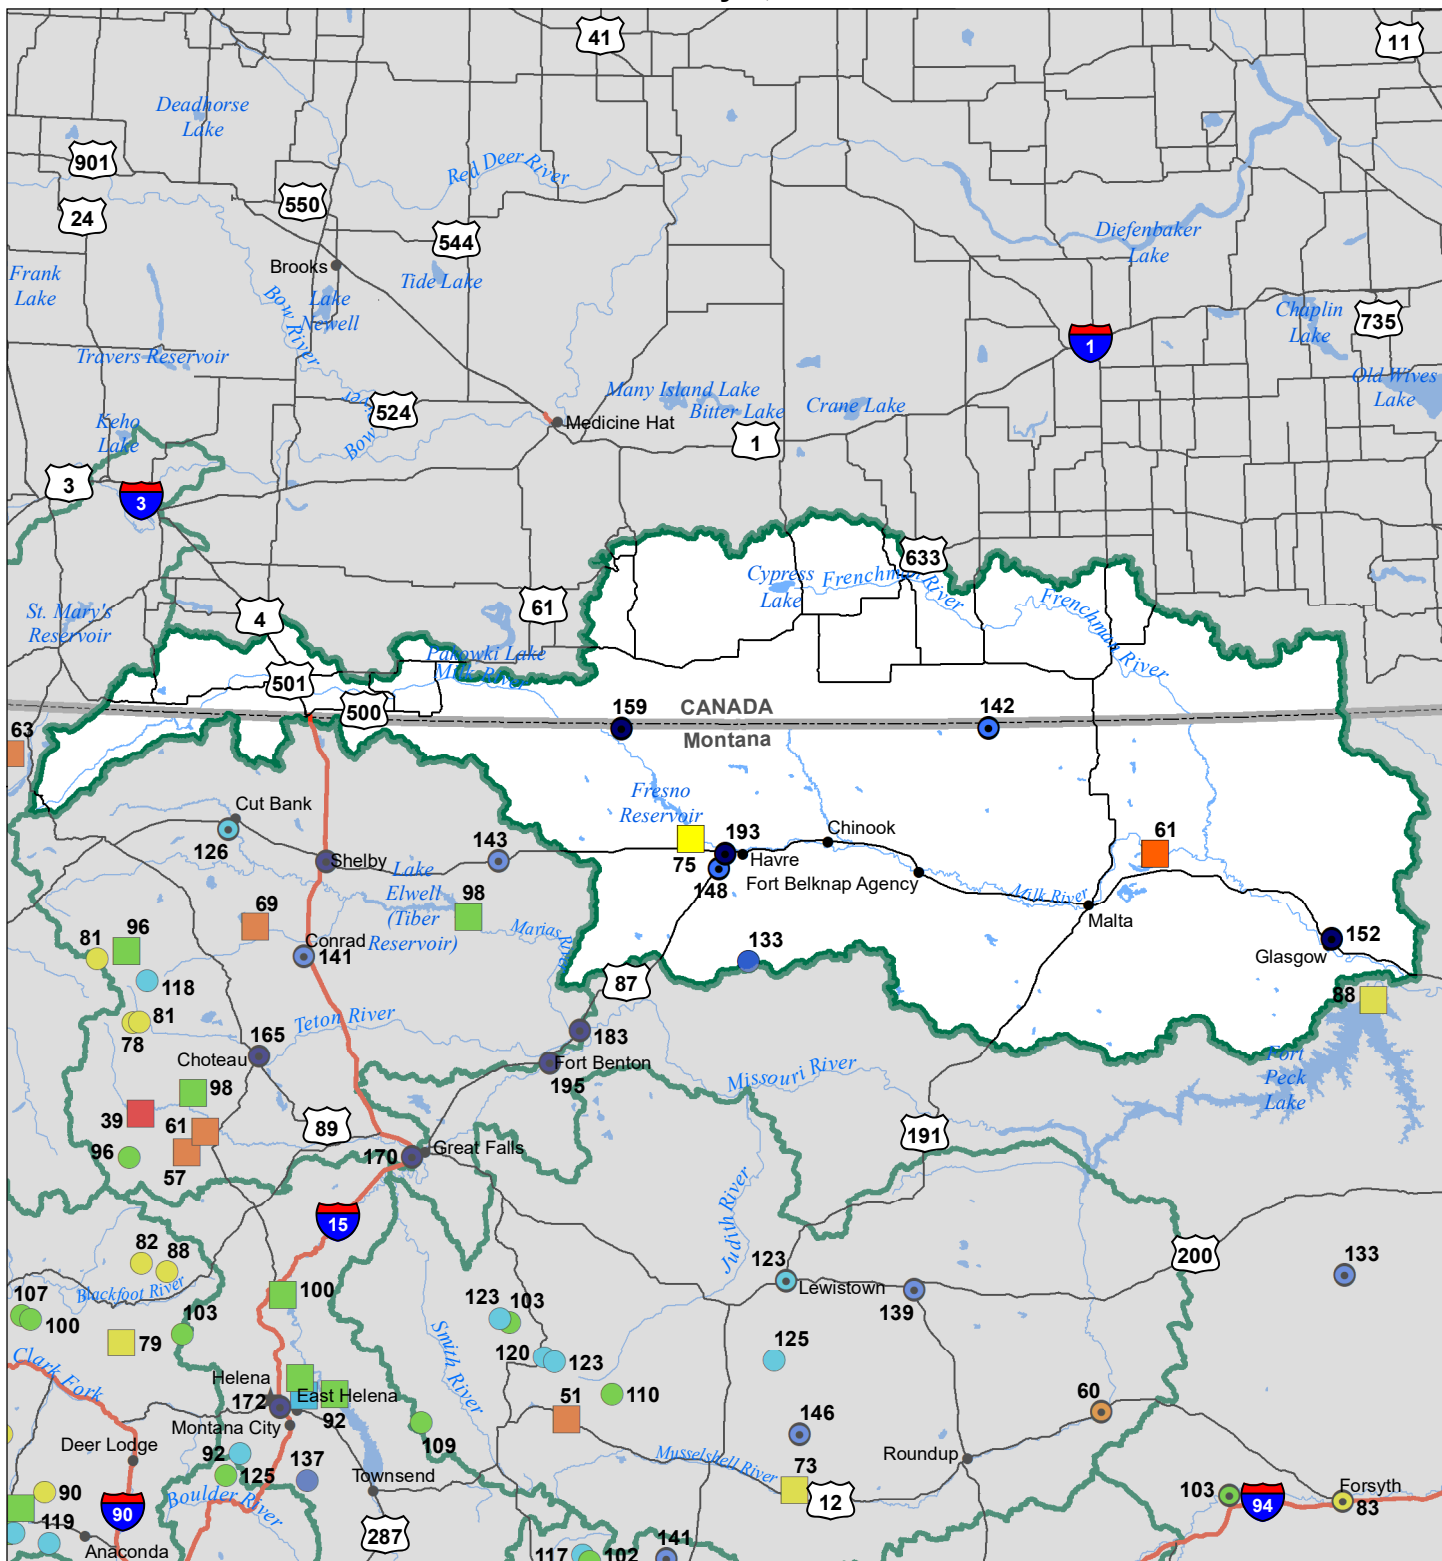 41
11
Deadhorse
Lake
901
Red Deer River
550
24
544
Diefenbaker
Lake
Brooks
Frank
Lake
Tide Lake
Lake
Newell
Bow River
Chaplin
Lake
735
1
Travers Reservoir
Many Island Lake
Old Wives
Lake
Bitter Lake
Crane Lake
524
Keho
Lake
Medicine Hat
1
Bow
3
3
633
Cypress
Lake
Frenchman River
Frenchman River
61
4
St. Mary's
Reservoir
Pakowki Lake
Milk River
501
500
159
CANADA
142
Montana
63
Fresno
Reservoir
Cut Bank
126
143
193
Chinook
61
Shelby
75
Havre
Lake
Elwell
(Tiber
Reservoir)
148
Fort Belknap Agency
98
Milk River
69
Malta
96
Marias River
81
Conrad
141
133
152
Glasgow
118
87
88
81
78
Teton River
183
165
Choteau
Fort Benton
195
Missouri River
Fort
Peck
Lake
98
39
61
89
191
57
96
Great Falls
170
Judith River
15
82
88
200
123
133
Blackfoot River
Lewistown
139
107
100
100
103
123
103
79
Smith River
120
123
125
Clark Fork
Helena
172
East Helena
92
110
51
60
Montana City
109
146
Deer Lodge
Musselshell River
Roundup
92
125
137
Townsend
73
12
Forsyth
103
94
83
90
90
Boulder River
287
119
Anaconda
117
102
141